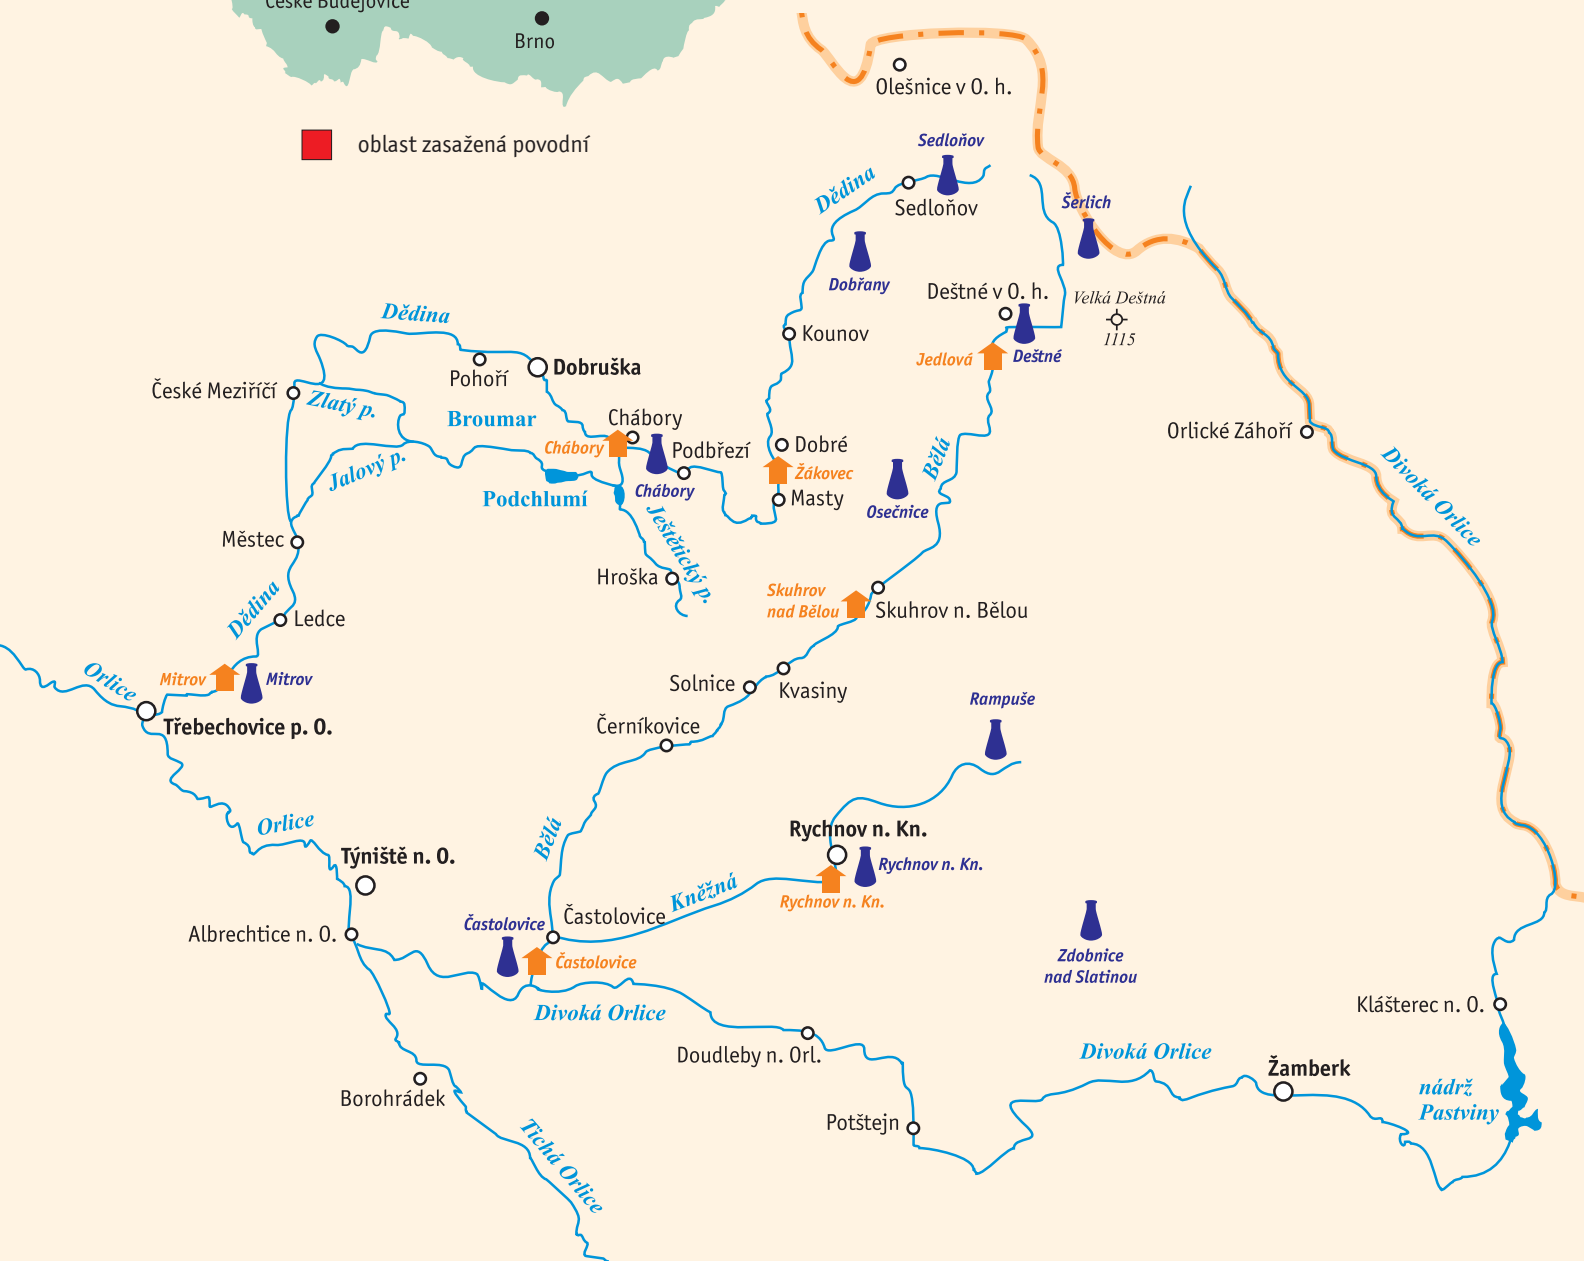 České Budějovice
Brno
oblast zasažená povodní
Olešnice v O. h.
Sedloňov
Dědina
Sedloňov
Šerlich
Dobřany
Deštné v O. h.
Velká Deštná
1115
Dědina
Kounov
Jedlová
Deštné
Pohoří
Dobruška
České Meziříčí
Zlatý p.
Broumar
Chábory
Chábory
Podbřezí
Dobré
Orlické Záhoří
Jalový p.
Žákovec
Bělá
Divoká Orlice
Podchlumí
Chábory
Masty
Osečnice
Ještětický p.
Městec
Hroška
Skuhrov
nad Bělou
Skuhrov n. Bělou
Dědina
Ledce
Orlice
Mitrov
Mitrov
Solnice
Kvasiny
Rampuše
Třebechovice p. O.
Černíkovice
Orlice
Bělá
Rychnov n. Kn.
Týniště n. O.
Rychnov n. Kn.
Kněžná
Rychnov n. Kn.
Častolovice
Častolovice
Albrechtice n. O.
Častolovice
Zdobnice
nad Slatinou
Divoká Orlice
Klášterec n. O.
Doudleby n. Orl.
Divoká Orlice
Žamberk
Borohrádek
nádrž
Pastviny
Potštejn
Tichá Orlice